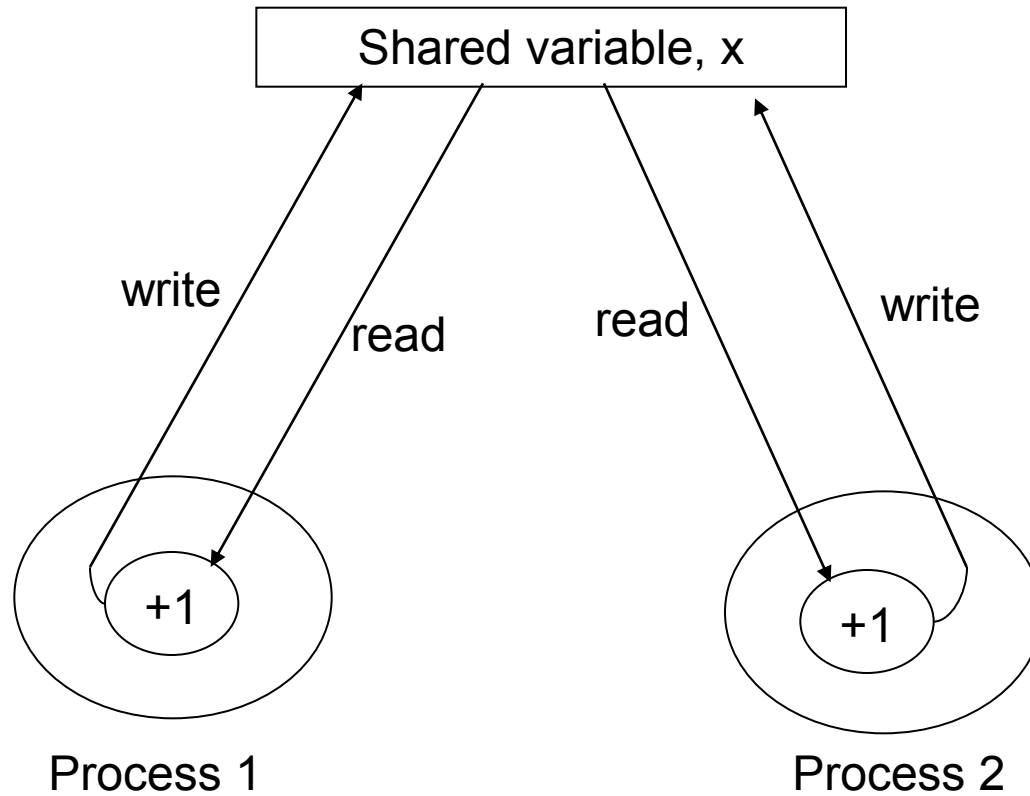 Shared variable, x
write
read
read
write
+1
+1
Process 1
Process 2